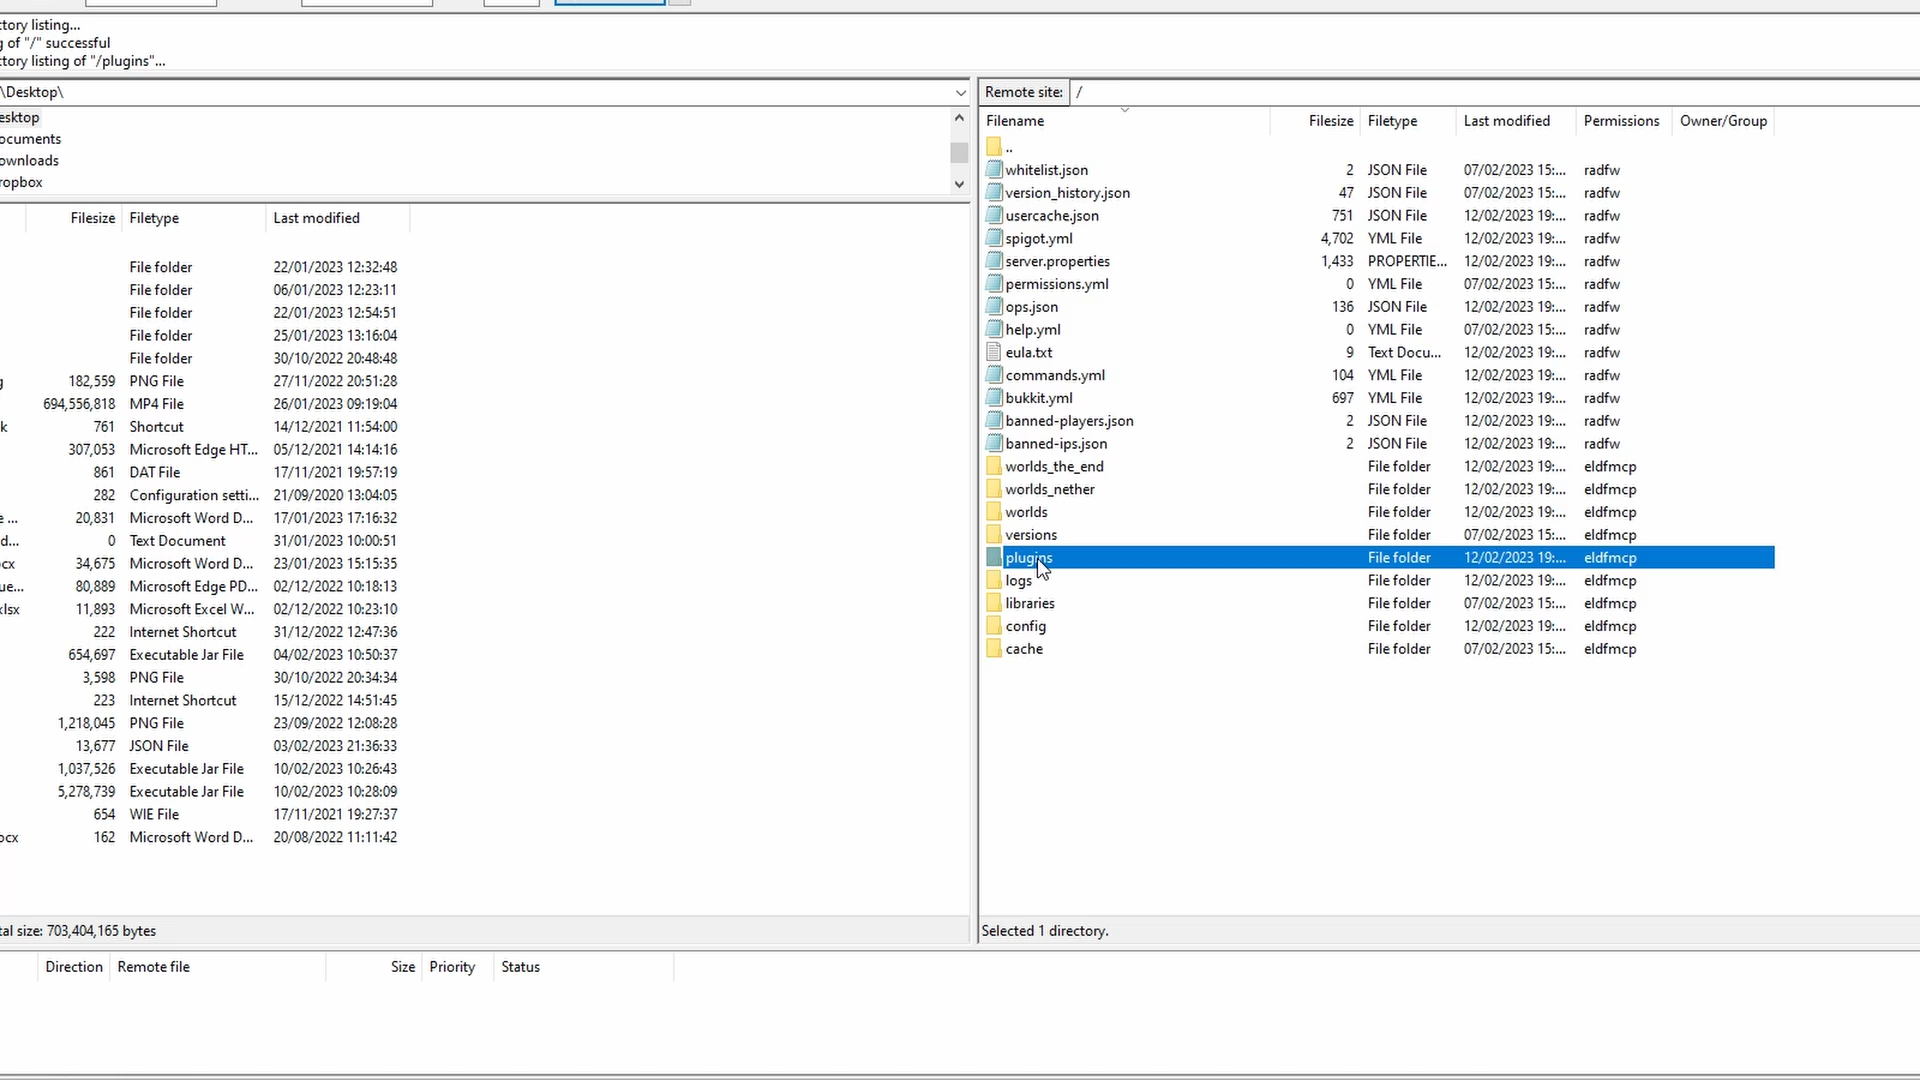 tory listing...
g of "/" successful
tory listing of "/plugins"...
\Desktop\
esktop
ocuments
ownloads
ropbox
Filesize Filetype Last modified
File folder 22/01/2023 12:32:48
File folder 06/01/2023 12:23:11
File folder 22/01/2023 12:54:51
File folder 25/01/2023 13:16:04
File folder 30/10/2022 20:48:48
g 182,559 PNG File 27/11/2022 20:51:28
694,556,818 MP4 File 26/01/2023 09:19:04
k 761 Shortcut 14/12/2021 11:54:00
307,053 Microsoft Edge HT... 05/12/2021 14:14:16
861 DAT File 17/11/2021 19:57:19
282 Configuration setti... 21/09/2020 13:04:05
e ... 20,831 Microsoft Word D... 17/01/2023 17:16:32
d... 0 Text Document 31/01/2023 10:00:51
cx 34,675 Microsoft Word D... 23/01/2023 15:15:35
ue... 80,889 Microsoft Edge PD... 02/12/2022 10:18:13
xlsx 11,893 Microsoft Excel W... 02/12/2022 10:23:10
222 Internet Shortcut 31/12/2022 12:47:36
654,697 Executable Jar File 04/02/2023 10:50:37
3,598 PNG File 30/10/2022 20:34:34
223 Internet Shortcut 15/12/2022 14:51:45
1,218,045 PNG File 23/09/2022 12:08:28
13,677 JSON File 03/02/2023 21:36:33
1,037,526 Executable Jar File 10/02/2023 10:26:43
5,278,739 Executable Jar File 10/02/2023 10:28:09
654 WIE File 17/11/2021 19:27:37
ocx 162 Microsoft Word D... 20/08/2022 11:11:42
tal size: 703,404,165 bytes
Remote site: /
Filename Filesize Filetype Last modified Permissions Owner/Group
..
whitelist.json 2 JSON File 07/02/2023 15:... radfw
version_history.json 47 JSON File 07/02/2023 15:... radfw
usercache.json 751 JSON File 12/02/2023 19:... radfw
spigot.yml 4,702 YML File 12/02/2023 19:... radfw
server.properties 1,433 PROPERTIE... 12/02/2023 19:... radfw
permissions.yml 0 YML File 07/02/2023 15:... radfw
ops.json 136 JSON File 12/02/2023 19:... radfw
help.yml 0 YML File 07/02/2023 15:... radfw
eula.txt 9 Text Docu... 12/02/2023 19:... radfw
commands.yml 104 YML File 12/02/2023 19:... radfw
bukkit.yml 697 YML File 12/02/2023 19:... radfw
banned-players.json 2 JSON File 12/02/2023 19:... radfw
banned-ips.json 2 JSON File 12/02/2023 19:... radfw
worlds_the_end File folder 12/02/2023 19:... eldfmcp
worlds_nether File folder 12/02/2023 19:... eldfmcp
worlds File folder 12/02/2023 19:... eldfmcp
versions File folder 07/02/2023 15:... eldfmcp
plugins File folder 12/02/2023 19:... eldfmcp
logs File folder 12/02/2023 19:... eldfmcp
libraries File folder 07/02/2023 15:... eldfmcp
config File folder 12/02/2023 19:... eldfmcp
cache File folder 07/02/2023 15:... eldfmcp
Selected 1 directory.
Direction Remote file Size Priority Status